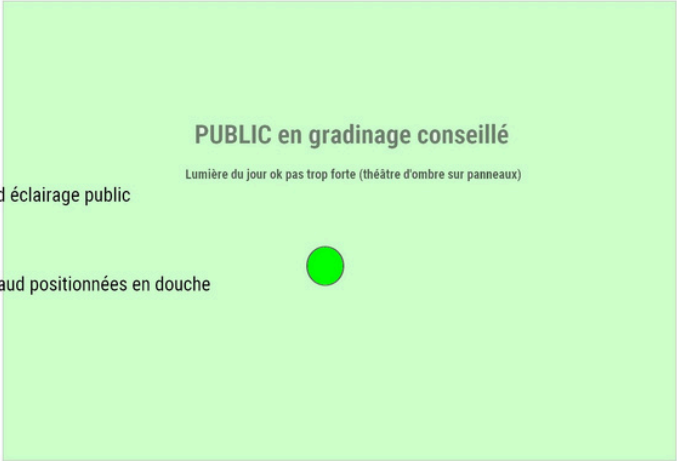 PUBLIC en gradinage conseillé
Lumière du jour ok pas trop forte (théâtre d'ombre sur panneaux)
d éclairage public
aud positionnées en douche